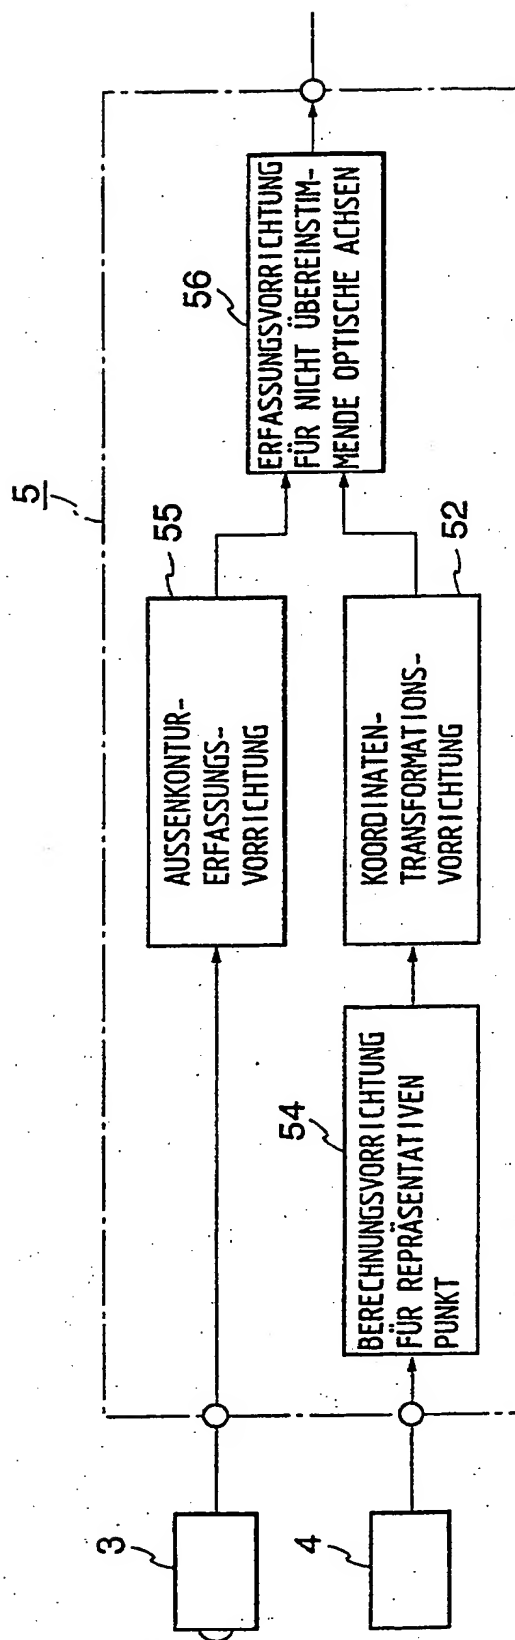 5
3
4
55
AUSSENKONTUR-
ERFASSUNGS-
VORRICHTUNG
54
BERECHNUNGSVORRICHTUNG
FÜR REPRÄSENTATIVEN
PUNKT
52
KOORDINATEN-
TRANSFORMATIONS-
VORRICHTUNG
56
ERFASSUNGSVORRICHTUNG
FÜR NICHT ÜBEREINSTIM-
MENDE OPTISCHE ACHSEN